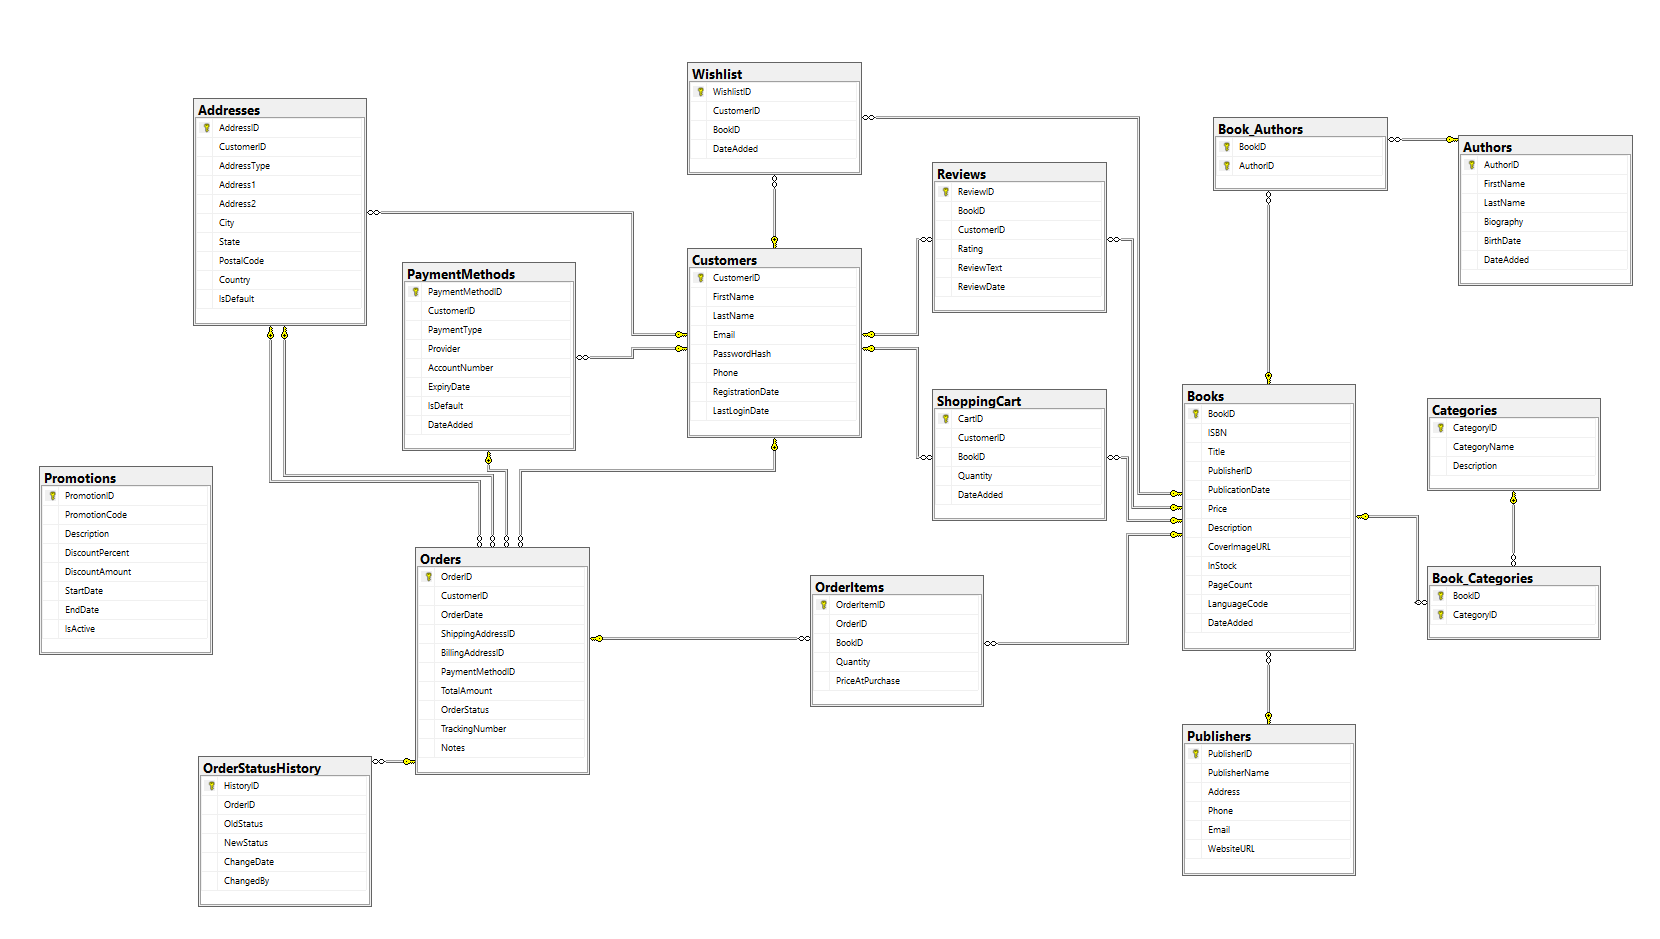 Wishlist
WishlistID
CustomerID
BookID
DateAdded
Addresses
AddressID
CustomerID
AddressType
Address1
Address2
City
State
PostalCode
Country
IsDefault
Book_Authors
BookID
AuthorID
Authors
AuthorID
FirstName
LastName
Biography
BirthDate
DateAdded
Reviews
ReviewID
BookID
CustomerID
Rating
ReviewText
ReviewDate
Customers
CustomerID
FirstName
LastName
Email
PasswordHash
Phone
RegistrationDate
LastLoginDate
PaymentMethods
PaymentMethodID
CustomerID
PaymentType
Provider
AccountNumber
ExpiryDate
IsDefault
DateAdded
ShoppingCart
CartID
CustomerID
BookID
Quantity
DateAdded
Books
BookID
ISBN
Title
PublisherID
PublicationDate
Price
Description
CoverImageURL
InStock
PageCount
LanguageCode
DateAdded
Categories
CategoryID
CategoryName
Description
Promotions
PromotionID
PromotionCode
Description
DiscountPercent
DiscountAmount
StartDate
EndDate
IsActive
Orders
OrderID
CustomerID
OrderDate
ShippingAddressID
BillingAddressID
PaymentMethodID
TotalAmount
OrderStatus
TrackingNumber
Notes
OrderItems
OrderItemID
OrderID
BookID
Quantity
PriceAtPurchase
Book_Categories
BookID
CategoryID
Publishers
PublisherID
PublisherName
Address
Phone
Email
WebsiteURL
OrderStatusHistory
HistoryID
OrderID
OldStatus
NewStatus
ChangeDate
ChangedBy